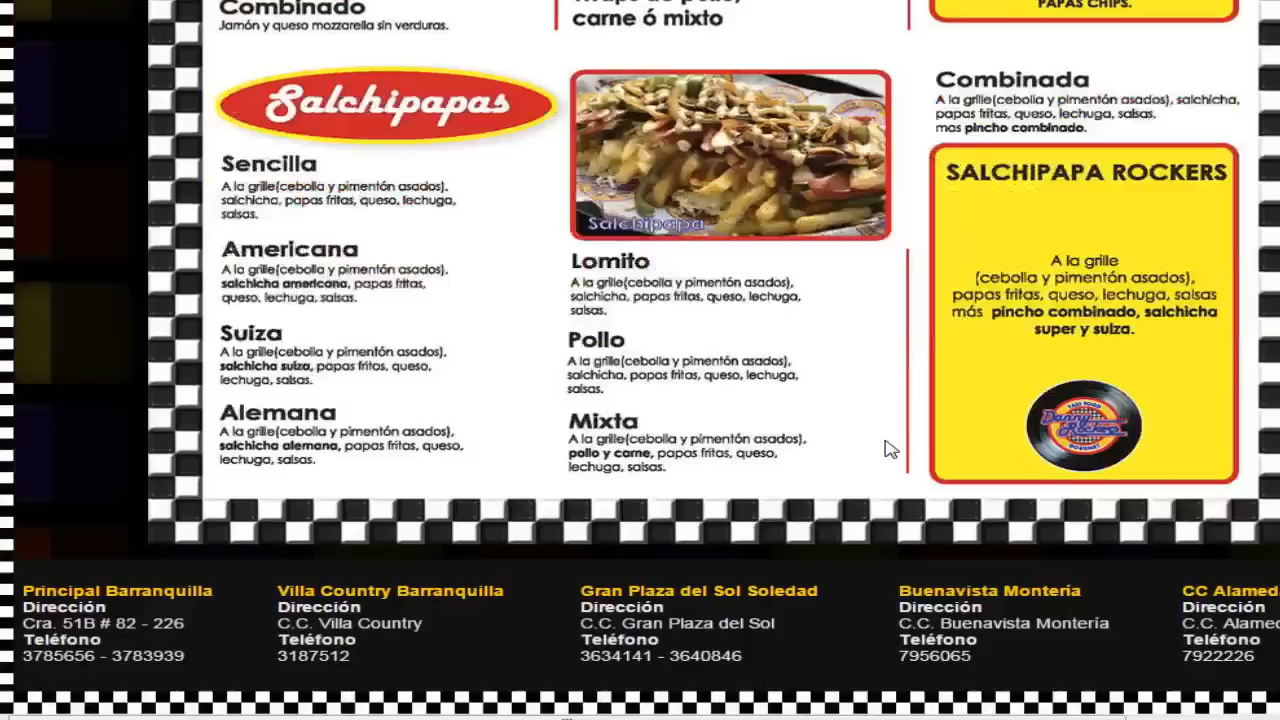 Combinado
Jamón y queso mozzarella sin verduras.
carne ó mixto
PAPAS CHIPS.
Salchipapas
Sencilla
A la grille(cebolla y pimentón asados),
salchicha, papas fritas, queso, lechuga,
salsas.
Americana
A la grille(cebolla y pimentón asados),
salchicha americana, papas fritas,
queso, lechuga, salsas.
Suiza
A la grille(cebolla y pimentón asados),
salchicha suiza, papas fritas, queso,
lechuga, salsas.
Alemana
A la grille(cebolla y pimentón asados),
salchicha alemana, papas fritas, queso,
lechuga, salsas.
Salchipapa
Lomito
A la grille(cebolla y pimentón asados),
salchicha, papas fritas, queso, lechuga,
salsas.
Pollo
A la grille(cebolla y pimentón asados),
salchicha, papas fritas, queso, lechuga,
salsas.
Mixta
A la grille(cebolla y pimentón asados),
pollo y carne, papas fritas, queso,
lechuga, salsas.
Combinada
A la grille(cebolla y pimentón asados), salchicha,
papas fritas, queso, lechuga, salsas,
mas pincho combinado.
SALCHIPAPA ROCKERS
A la grille
(cebolla y pimentón asados),
papas fritas, queso, lechuga, salsas
más pincho combinado, salchicha
super y suiza.
Principal Barranquilla
Dirección
Cra. 51B # 82 - 226
Teléfono
3785656 - 3783939
Villa Country Barranquilla
Dirección
C.C. Villa Country
Teléfono
3187512
Gran Plaza del Sol Soledad
Dirección
C.C. Gran Plaza del Sol
Teléfono
3634141 - 3640846
Buenavista Montería
Dirección
C.C. Buenavista Montería
Teléfono
7956065
CC Alamed
Dirección
C.C. Alamed
Teléfono
7922226